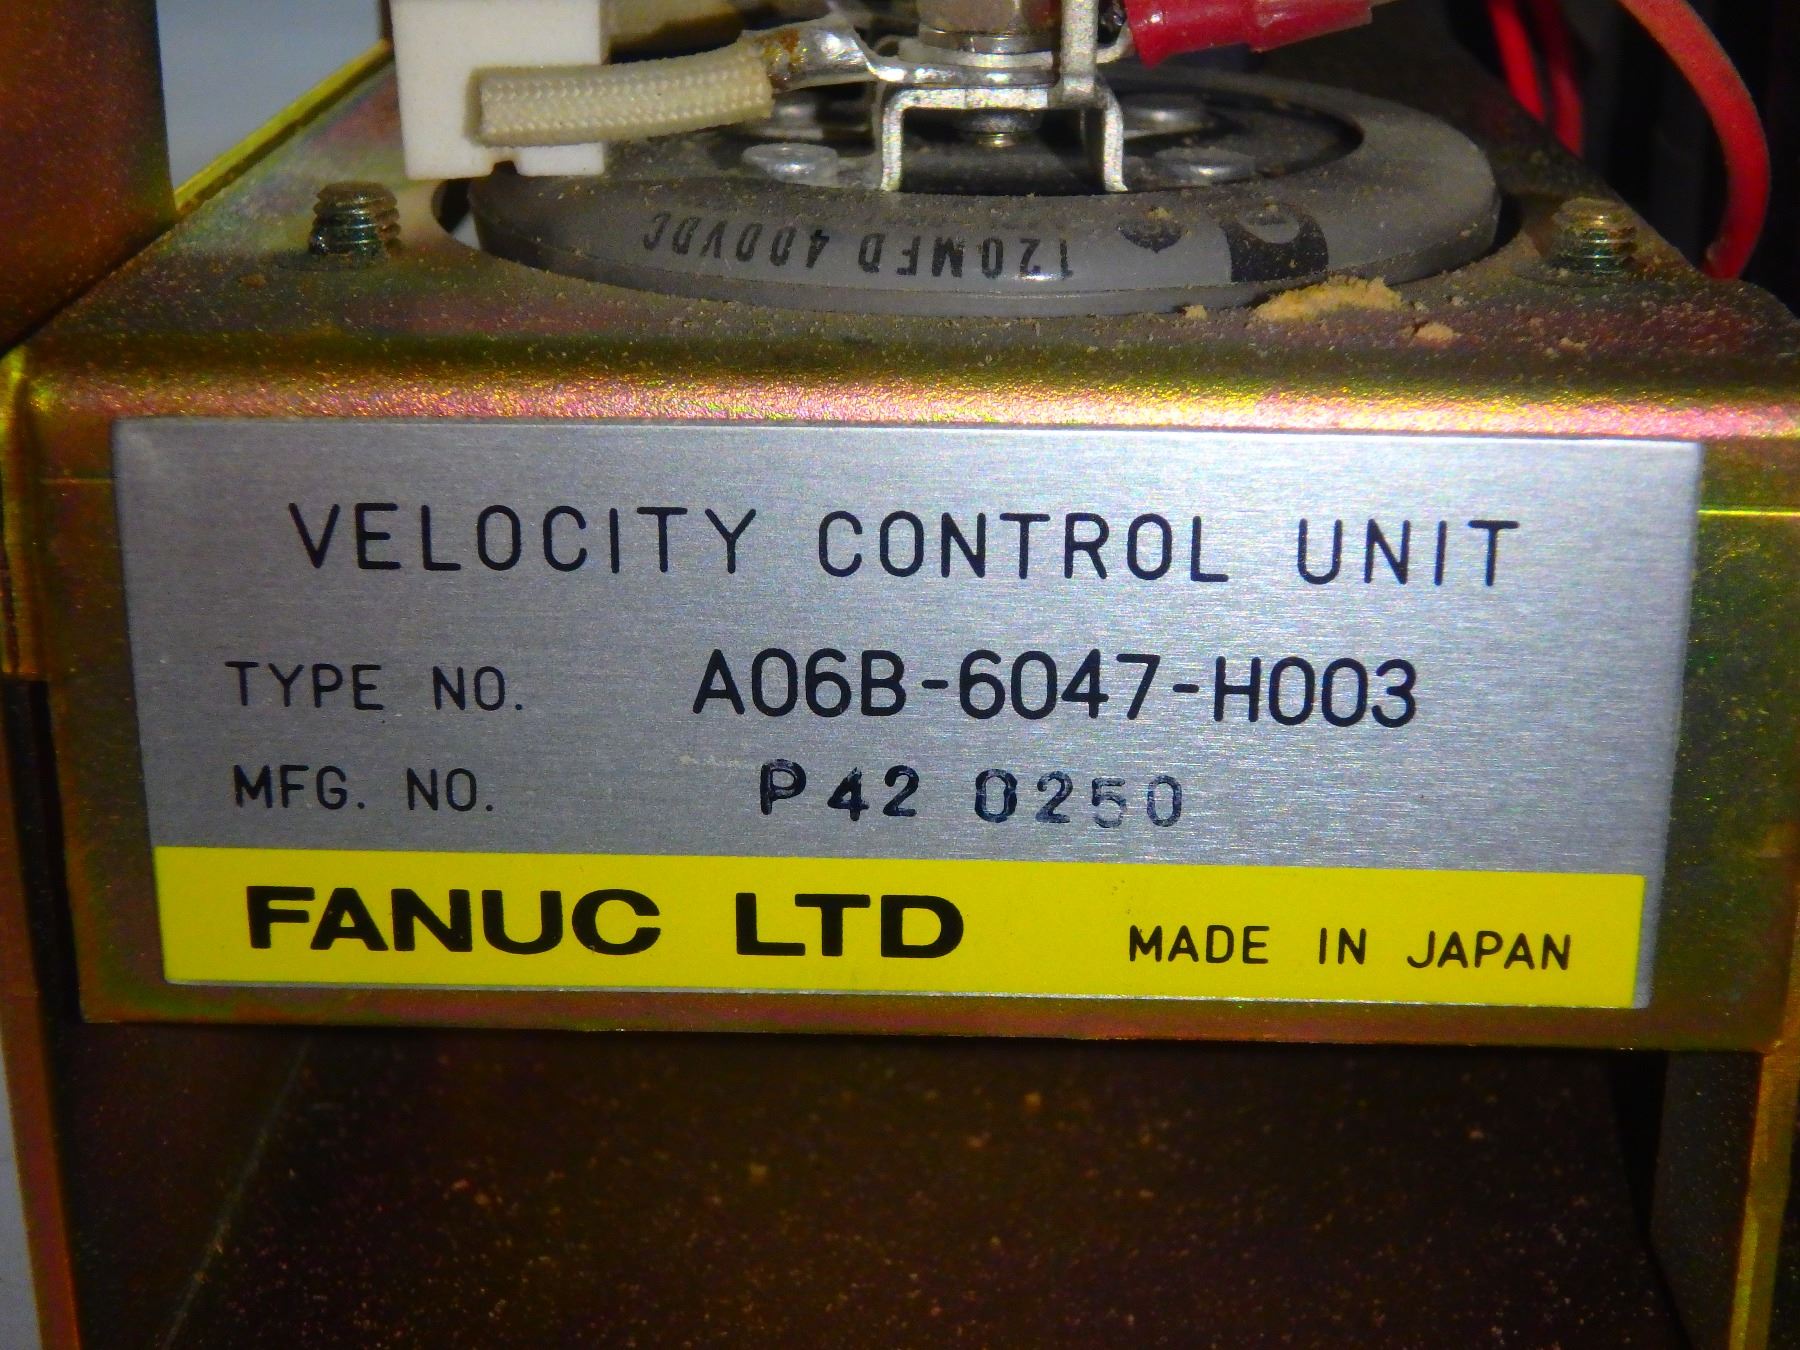 120MFD 400VDC
VELOCITY CONTROL UNIT
TYPE NO. A06B-6047-H003
MFG. NO. P42 0250
FANUC LTD MADE IN JAPAN